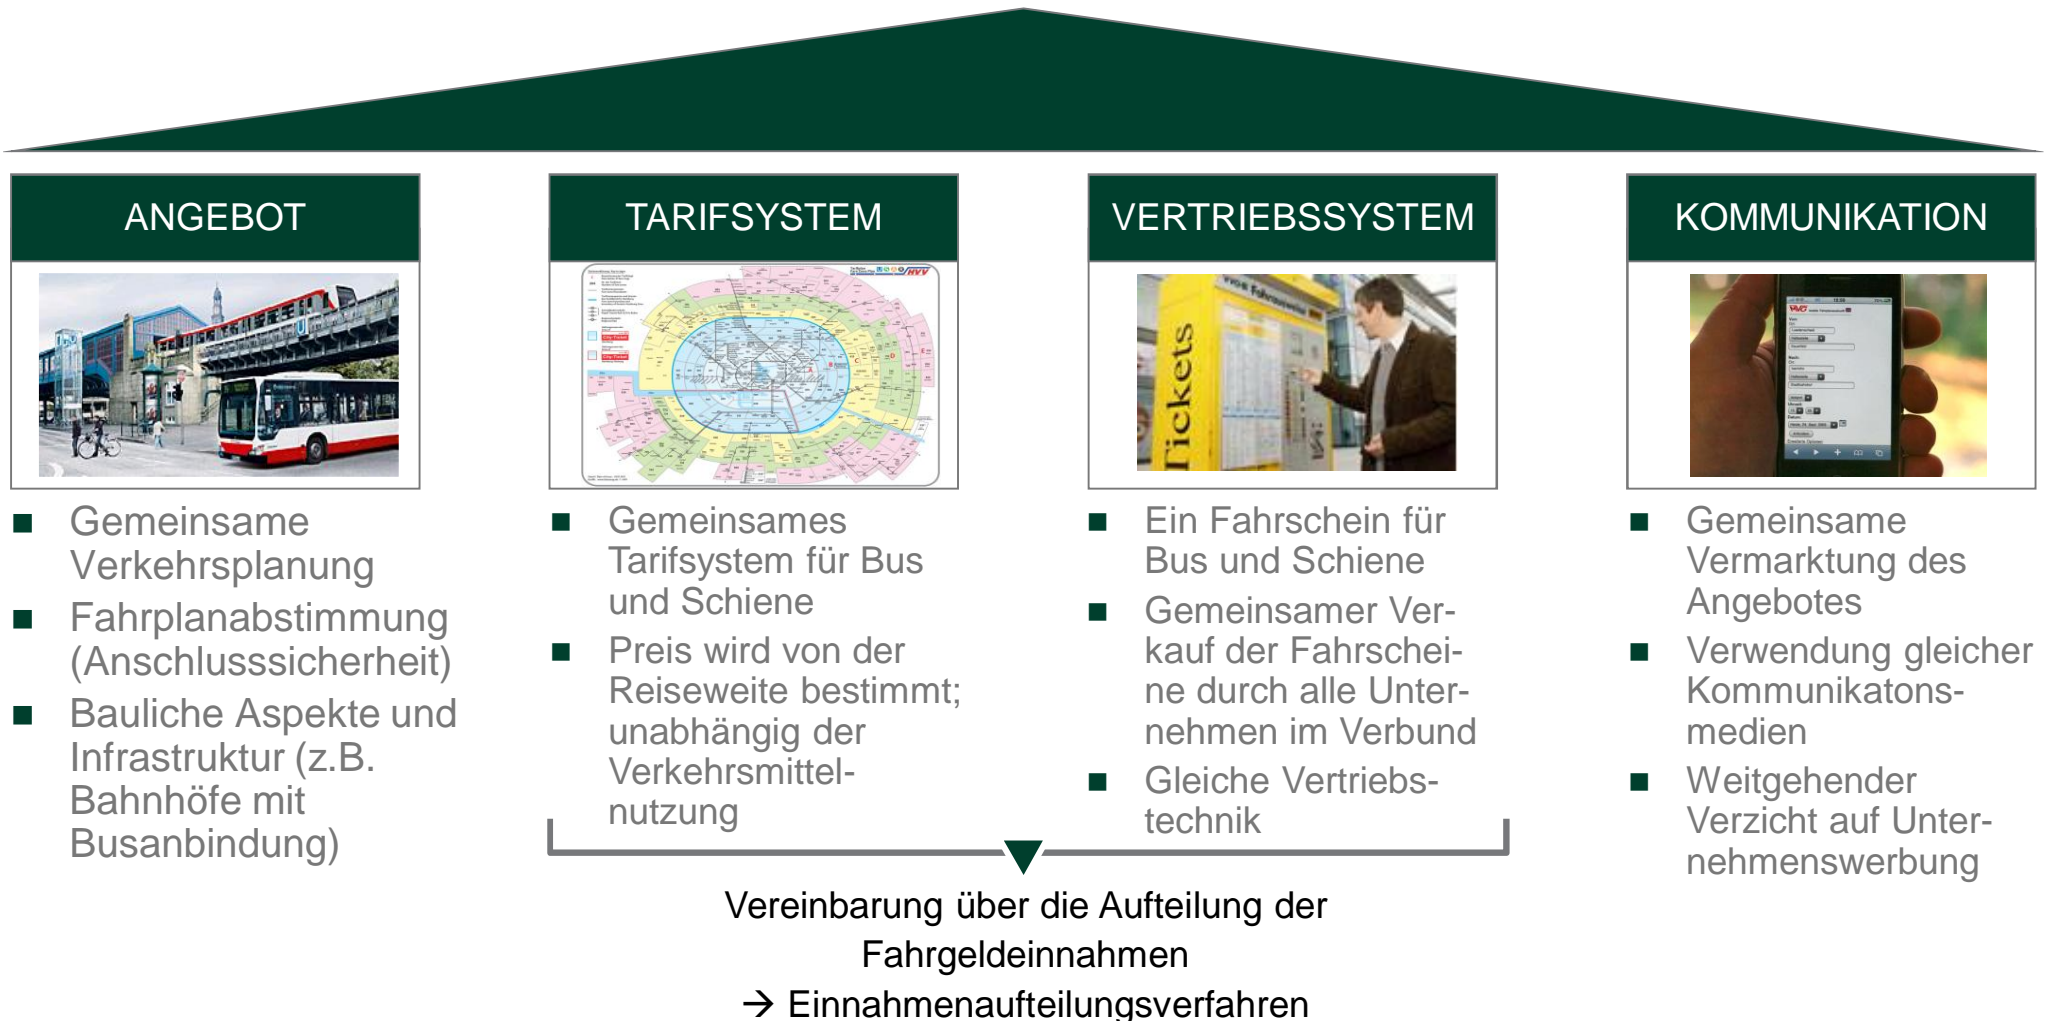 ANGEBOT
Gemeinsame
Verkehrsplanung
Fahrplanabstimmung
(Anschlusssicherheit)
Bauliche Aspekte und
Infrastruktur (z.B.
Bahnhöfe mit
Busanbindung)
TARIFSYSTEM
HVV
Gemeinsames
Tarifsystem für Bus
und Schiene
Preis wird von der
Reiseweite bestimmt;
unabhängig der
Verkehrsmittel-
nutzung
VERTRIEBSSYSTEM
Tickets
Ein Fahrschein für
Bus und Schiene
Gemeinsamer Ver-
kauf der Fahrschei-
ne durch alle Unter-
nehmen im Verbund
Gleiche Vertriebs-
technik
KOMMUNIKATION
Gemeinsame
Vermarktung des
Angebotes
Verwendung gleicher
Kommunikatons-
medien
Weitgehender
Verzicht auf Unter-
nehmenswerbung
Vereinbarung über die Aufteilung der
Fahrgeldeinnahmen
→ Einnahmenaufteilungsverfahren